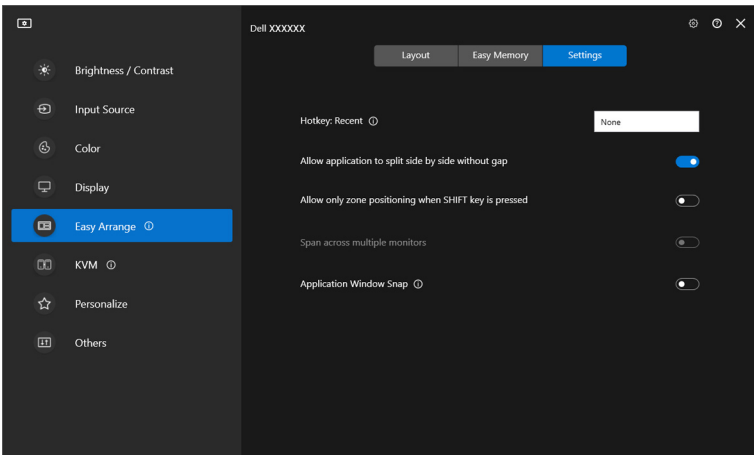 Dell XXXXXX
Layout
Easy Memory
Settings
Brightness / Contrast
Input Source
Color
Display
Easy Arrange
KVM
Personalize
Others
Hotkey: Recent
None
Allow application to split side by side without gap
Allow only zone positioning when SHIFT key is pressed
Span across multiple monitors
Application Window Snap